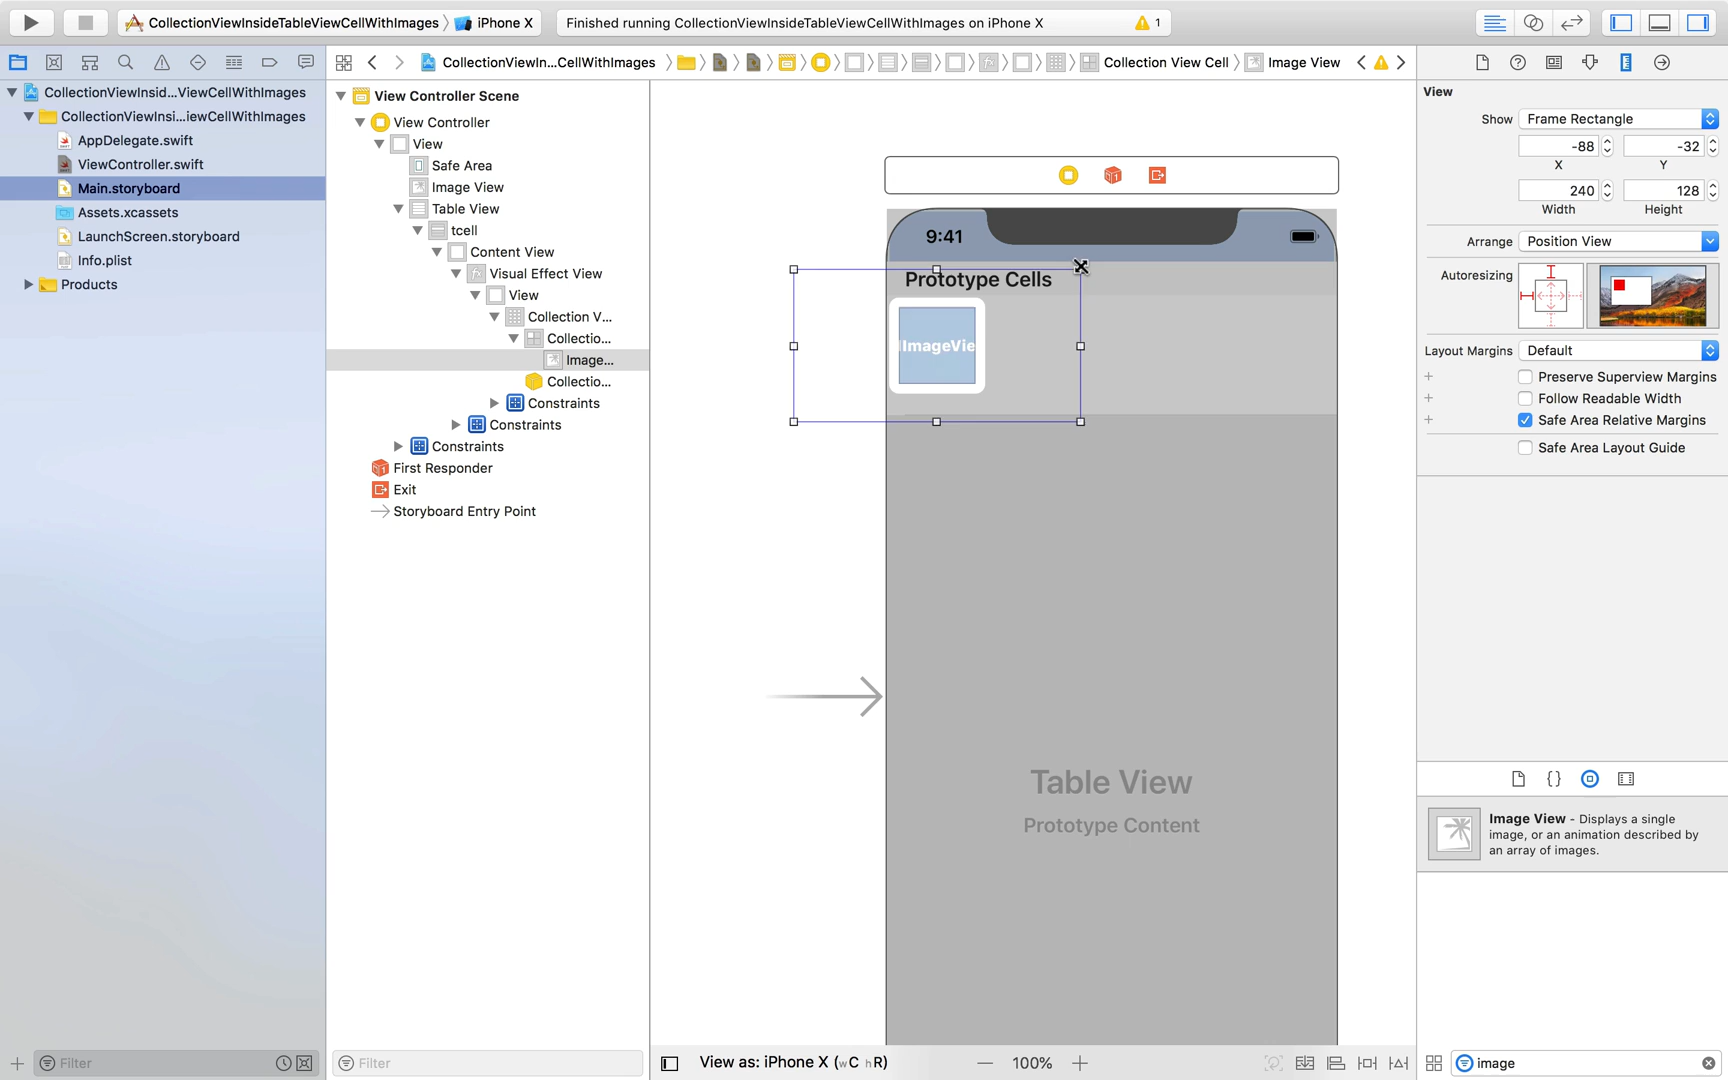 CollectionViewInsideTableViewCellWithImages
iPhone X
Finished running CollectionViewInsideTableViewCellWithImages on iPhone X
1
CollectionViewIn...CellWithImages
Collection View Cell
Image View
CollectionViewInsid...ViewCellWithImages
CollectionViewInsi...iewCellWithImages
AppDelegate.swift
ViewController.swift
Main.storyboard
Assets.xcassets
LaunchScreen.storyboard
Info.plist
Products
View Controller Scene
View Controller
View
Safe Area
Image View
Table View
tcell
Content View
Visual Effect View
View
Collection V...
Collectio...
Image...
Collectio...
Constraints
Constraints
Constraints
First Responder
Exit
Storyboard Entry Point
9:41
Prototype Cells
IImageVie
Table View
Prototype Content
View
Show
Frame Rectangle
-88
-32
X
Y
240
128
Width
Height
Arrange
Position View
Autoresizing
Layout Margins
Default
Preserve Superview Margins
Follow Readable Width
Safe Area Relative Margins
Safe Area Layout Guide
Image View - Displays a single
image, or an animation described by
an array of images.
Filter
Filter
View as: iPhone X (wC hR)
100%
image